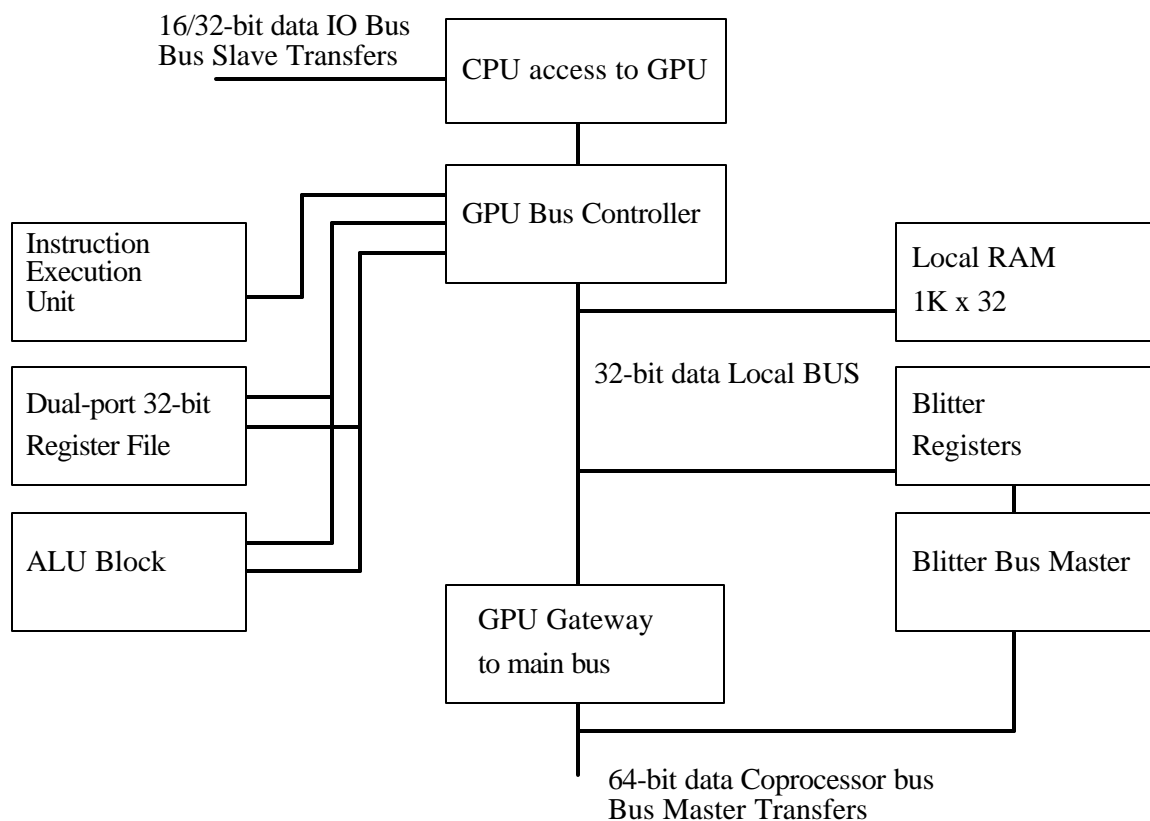 16/32-bit data IO Bus
Bus Slave Transfers
CPU access to GPU
GPU Bus Controller
Instruction
Execution
Unit
Local RAM
1K x 32
32-bit data Local BUS
Dual-port 32-bit
Register File
Blitter
Registers
ALU Block
Blitter Bus Master
GPU Gateway
to main bus
64-bit data Coprocessor bus
Bus Master Transfers